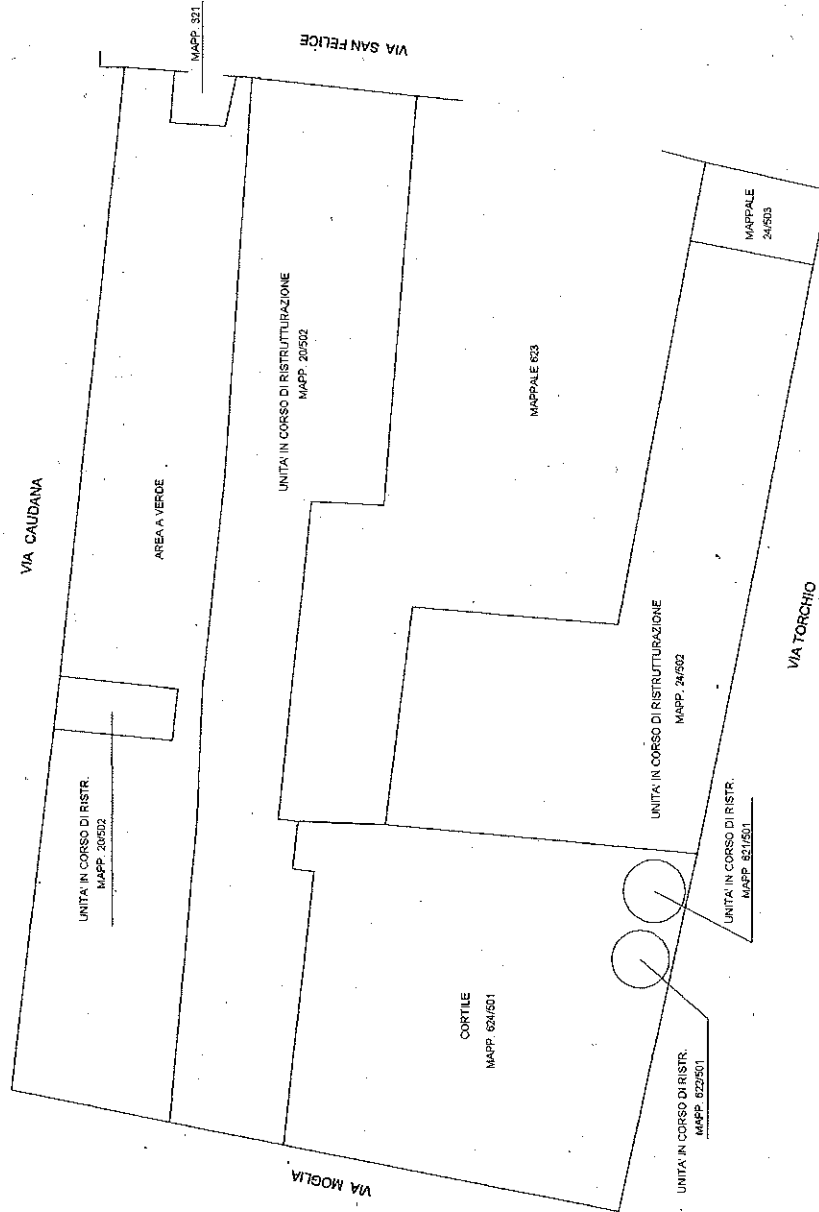 VIA CAUDANA
MAPP. 321
VIA SAN FELICE
UNITA' IN CORSO DI RISTR.
MAPP. 20/502
AREA A VERDE
UNITA' IN CORSO DI RISTRUTTURAZIONE
MAPP. 20/502
MAPPALE 623
MAPPALE
24/503
UNITA' IN CORSO DI RISTRUTTURAZIONE
MAPP. 24/502
CORTILE
MAPP. 624/501
UNITA' IN CORSO DI RISTR.
MAPP. 621/501
UNITA' IN CORSO DI RISTR.
MAPP. 622/501
VIA MOGLIA
VIA TORCHIO